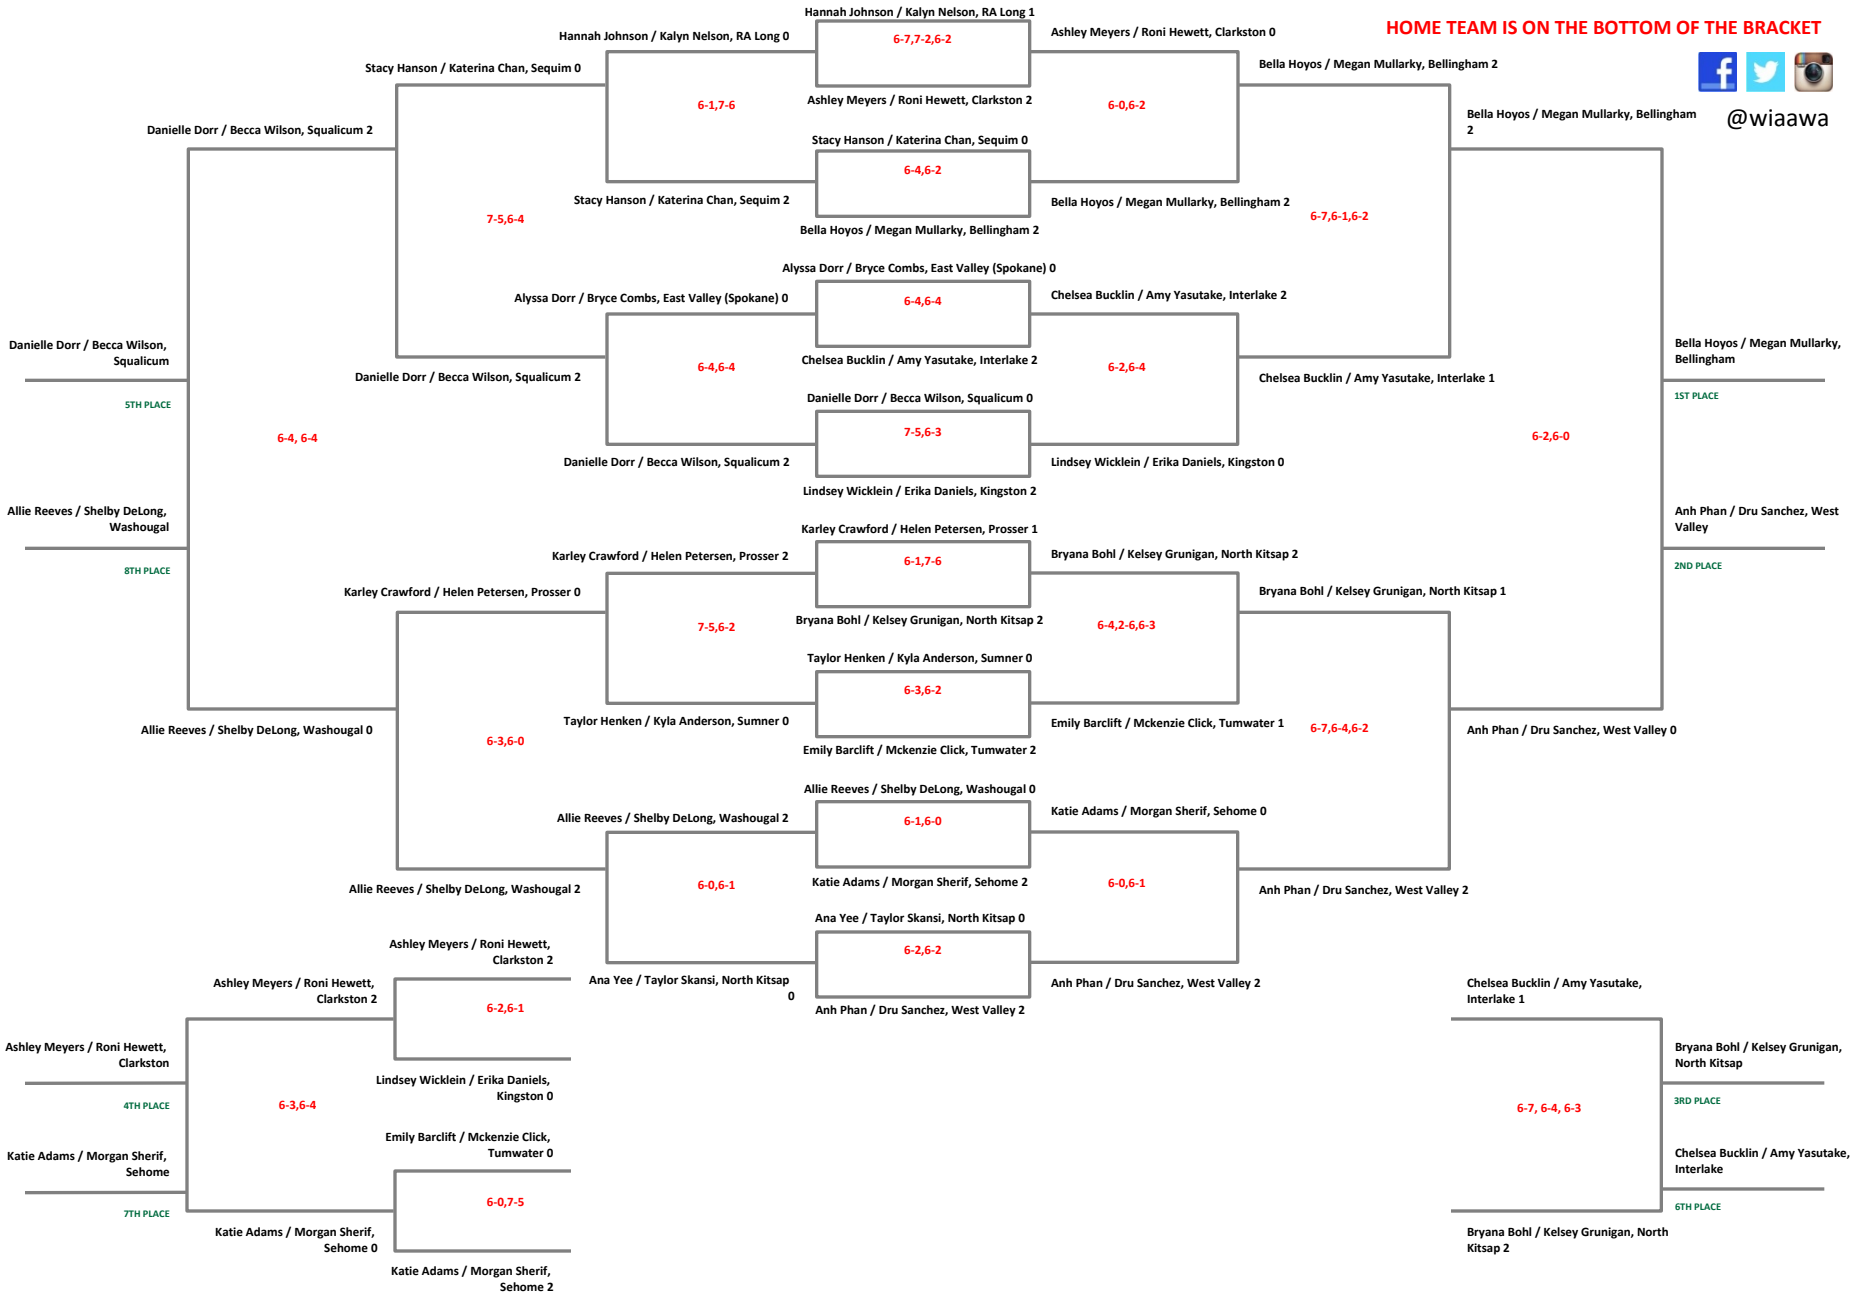 Hannah Johnson / Kalyn Nelson, RA Long 1
HOME TEAM IS ON THE BOTTOM OF THE BRACKET
Hannah Johnson / Kalyn Nelson, RA Long 0
6-7,7-2,6-2
Ashley Meyers / Roni Hewett, Clarkston 0
Stacy Hanson / Katerina Chan, Sequim 0
Bella Hoyos / Megan Mullarky, Bellingham 2
6-1,7-6
Ashley Meyers / Roni Hewett, Clarkston 2
6-0,6-2
Bella Hoyos / Megan Mullarky, Bellingham
2
@wiaawa
Danielle Dorr / Becca Wilson, Squalicum 2
Stacy Hanson / Katerina Chan, Sequim 0
6-4,6-2
Stacy Hanson / Katerina Chan, Sequim 2
Bella Hoyos / Megan Mullarky, Bellingham 2
7-5,6-4
6-7,6-1,6-2
Bella Hoyos / Megan Mullarky, Bellingham 2
Alyssa Dorr / Bryce Combs, East Valley (Spokane) 0
Alyssa Dorr / Bryce Combs, East Valley (Spokane) 0
6-4,6-4
Chelsea Bucklin / Amy Yasutake, Interlake 2
Danielle Dorr / Becca Wilson,
Squalicum
Bella Hoyos / Megan Mullarky,
Bellingham
6-4,6-4
Chelsea Bucklin / Amy Yasutake, Interlake 2
6-2,6-4
Danielle Dorr / Becca Wilson, Squalicum 2
Chelsea Bucklin / Amy Yasutake, Interlake 1
5TH PLACE
Danielle Dorr / Becca Wilson, Squalicum 0
1ST PLACE
6-4, 6-4
7-5,6-3
6-2,6-0
Danielle Dorr / Becca Wilson, Squalicum 2
Lindsey Wicklein / Erika Daniels, Kingston 0
Lindsey Wicklein / Erika Daniels, Kingston 2
Allie Reeves / Shelby DeLong,
Washougal
Anh Phan / Dru Sanchez, West
Valley
Karley Crawford / Helen Petersen, Prosser 1
Karley Crawford / Helen Petersen, Prosser 2
6-1,7-6
Bryana Bohl / Kelsey Grunigan, North Kitsap 2
8TH PLACE
2ND PLACE
Karley Crawford / Helen Petersen, Prosser 0
Bryana Bohl / Kelsey Grunigan, North Kitsap 1
7-5,6-2
Bryana Bohl / Kelsey Grunigan, North Kitsap 2
6-4,2-6,6-3
Taylor Henken / Kyla Anderson, Sumner 0
6-3,6-2
Allie Reeves / Shelby DeLong, Washougal 0
Taylor Henken / Kyla Anderson, Sumner 0
Emily Barclift / Mckenzie Click, Tumwater 1
6-7,6-4,6-2
Anh Phan / Dru Sanchez, West Valley 0
6-3,6-0
Emily Barclift / Mckenzie Click, Tumwater 2
Allie Reeves / Shelby DeLong, Washougal 0
Allie Reeves / Shelby DeLong, Washougal 2
6-1,6-0
Katie Adams / Morgan Sherif, Sehome 0
Allie Reeves / Shelby DeLong, Washougal 2
6-0,6-1
Katie Adams / Morgan Sherif, Sehome 2
6-0,6-1
Anh Phan / Dru Sanchez, West Valley 2
Ana Yee / Taylor Skansi, North Kitsap 0
Ashley Meyers / Roni Hewett,
Clarkston 2
6-2,6-2
Ashley Meyers / Roni Hewett,
Clarkston 2
Ana Yee / Taylor Skansi, North Kitsap
0
Anh Phan / Dru Sanchez, West Valley 2
Chelsea Bucklin / Amy Yasutake,
Interlake 1
6-2,6-1
Anh Phan / Dru Sanchez, West Valley 2
Ashley Meyers / Roni Hewett,
Clarkston
Bryana Bohl / Kelsey Grunigan,
North Kitsap
Lindsey Wicklein / Erika Daniels,
Kingston 0
4TH PLACE
6-3,6-4
6-7, 6-4, 6-3
3RD PLACE
Emily Barclift / Mckenzie Click,
Tumwater 0
Katie Adams / Morgan Sherif,
Sehome
Chelsea Bucklin / Amy Yasutake,
Interlake
7TH PLACE
6-0,7-5
6TH PLACE
Katie Adams / Morgan Sherif,
Sehome 0
Bryana Bohl / Kelsey Grunigan, North
Kitsap 2
Katie Adams / Morgan Sherif,
Sehome 2